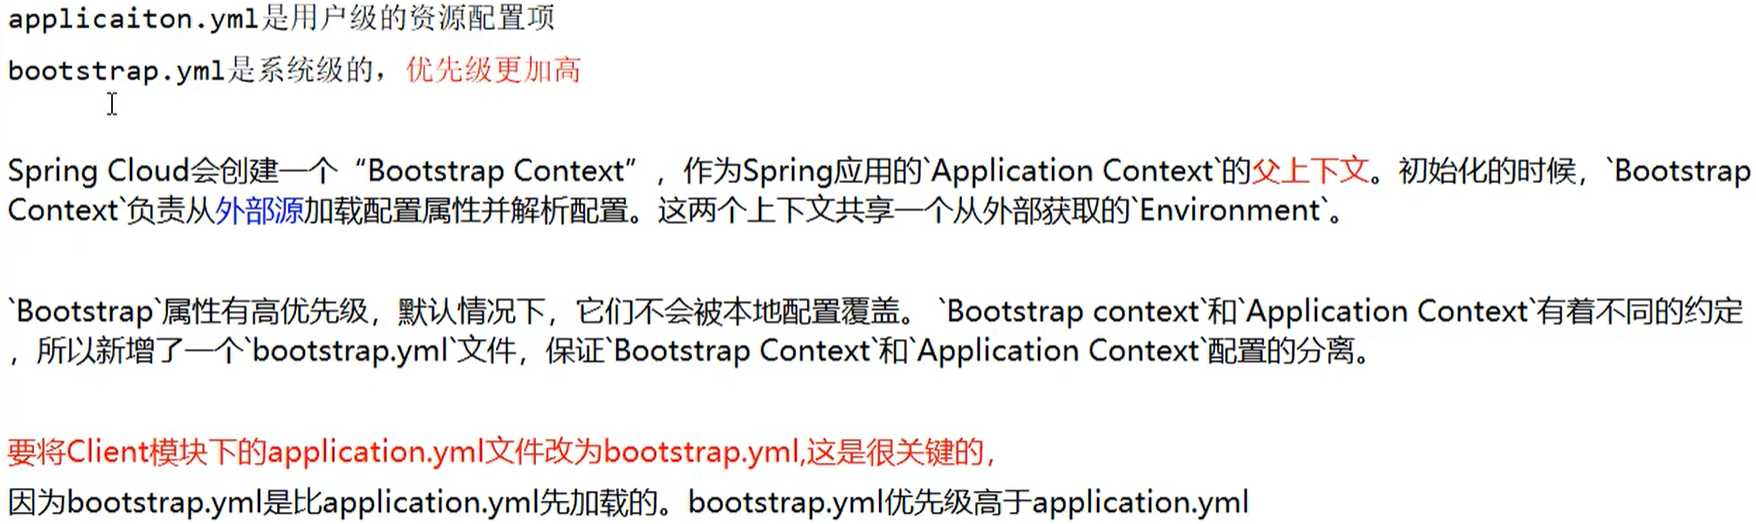 applicaiton.yml是用户级的资源配置项
bootstrap.yml是系统级的，优先级更加高
Spring Cloud会创建一个“Bootstrap Context”，作为Spring应用的`Application Context`的父上下文。初始化的时候，`Bootstrap
Context`负责从外部源加载配置属性并解析配置。这两个上下文共享一个从外部获取的`Environment`。
`Bootstrap`属性有高优先级，默认情况下，它们不会被本地配置覆盖。 `Bootstrap context`和`Application Context`有着不同的约定
，所以新增了一个`bootstrap.yml`文件，保证`Bootstrap Context`和`Application Context`配置的分离。
要将Client模块下的application.yml文件改为bootstrap.yml,这是很关键的，
因为bootstrap.yml是比application.yml先加载的。bootstrap.yml优先级高于application.yml